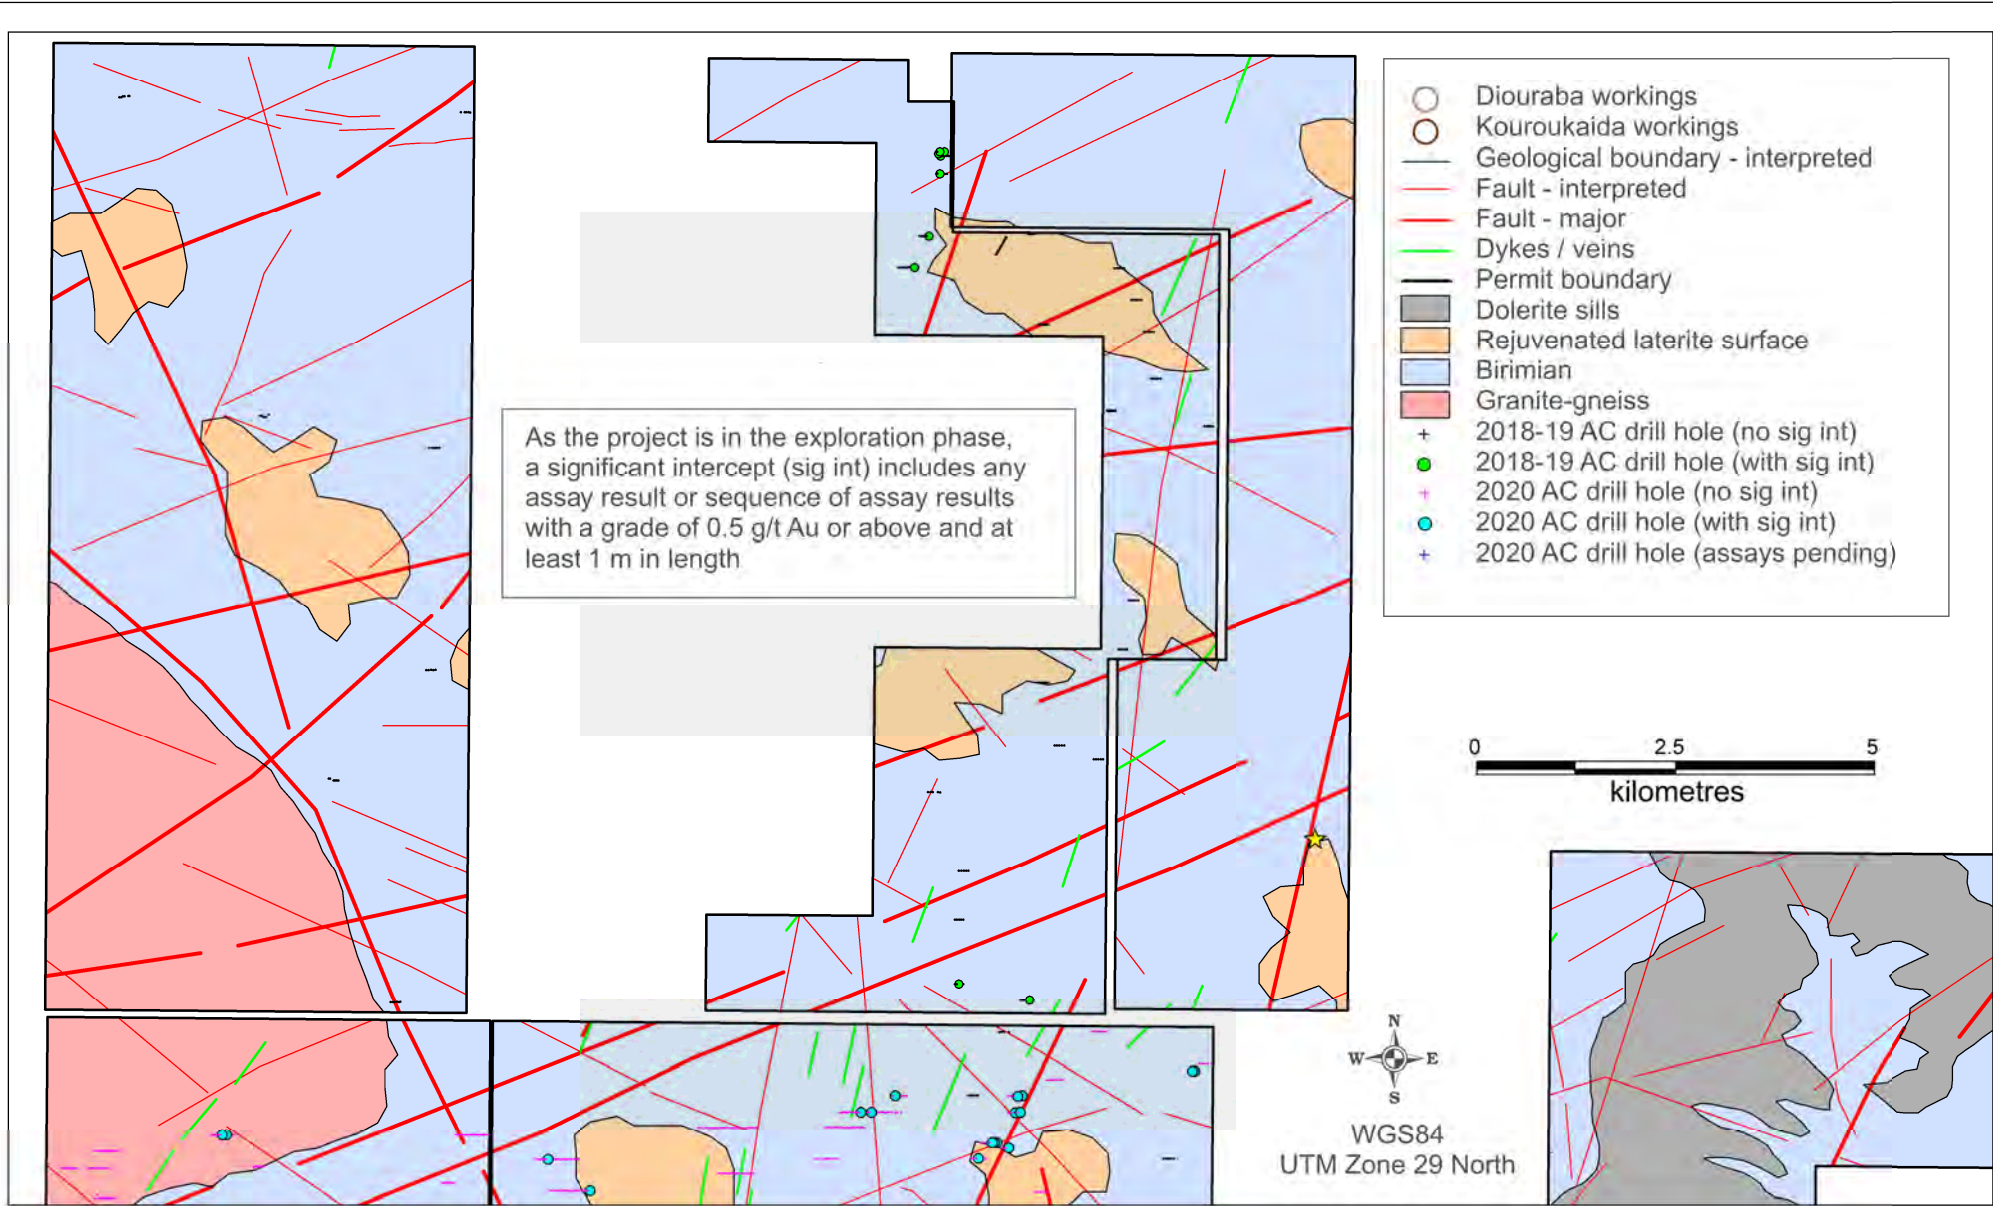 Diouraba workings
Kouroukaida workings
Geological boundary - interpreted
Fault - interpreted
Fault - major
Dykes / veins
Permit boundary
Dolerite sills
Rejuvenated laterite surface
Birimian
Granite-gneiss
2018-19 AC drill hole (no sig int)
2018-19 AC drill hole (with sig int)
2020 AC drill hole (no sig int)
2020 AC drill hole (with sig int)
2020 AC drill hole (assays pending)
As the project is in the exploration phase,
a significant intercept (sig int) includes any
assay result or sequence of assay results
with a grade of 0.5 g/t Au or above and at
least 1 m in length
0 2.5 5
kilometres
N
W E
S
WGS84
UTM Zone 29 North